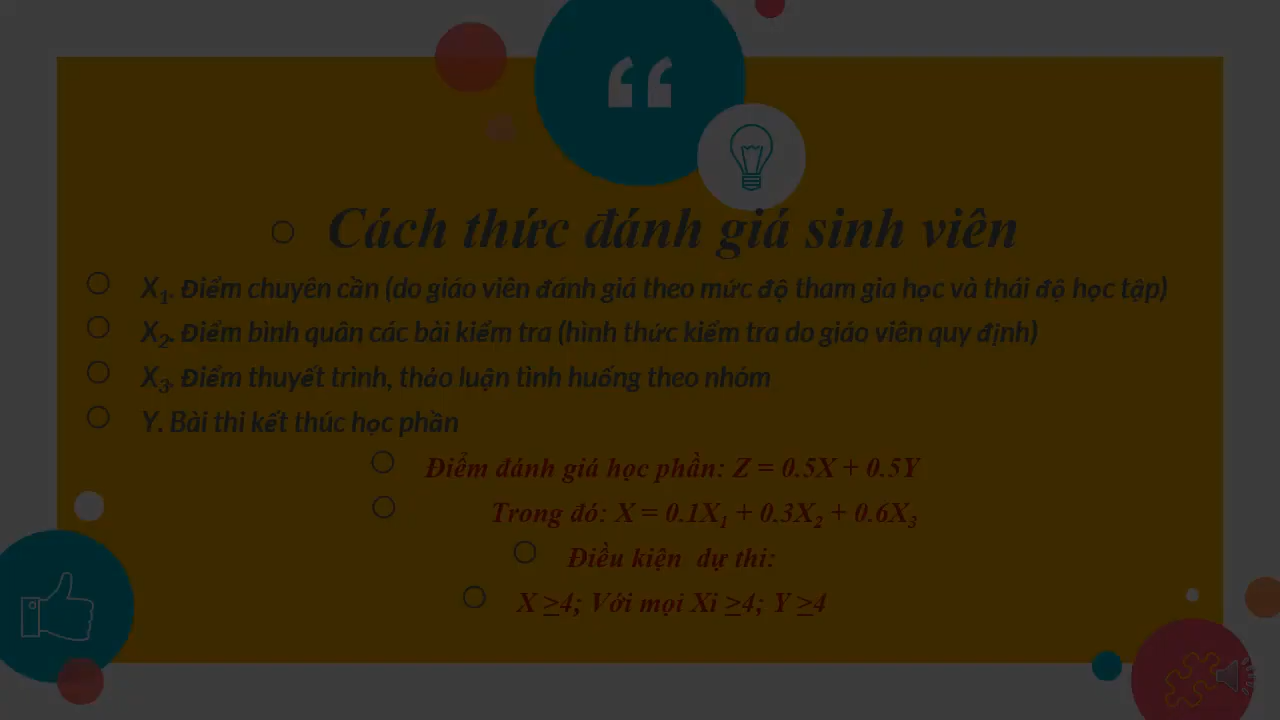 “
Cách thức đánh giá sinh viên
X₁. Điểm chuyên cần (do giáo viên đánh giá theo mức độ tham gia học và thái độ học tập)
X₂. Điểm bình quân các bài kiểm tra (hình thức kiểm tra do giáo viên quy định)
X₃. Điểm thuyết trình, thảo luận tình huống theo nhóm
Y. Bài thi kết thúc học phần
Điểm đánh giá học phần: Z = 0.5X + 0.5Y
Trong đó: X = 0.1X₁ + 0.3X₂ + 0.6X₃
Điều kiện dự thi:
X ≥4; Với mọi Xi ≥4; Y ≥4